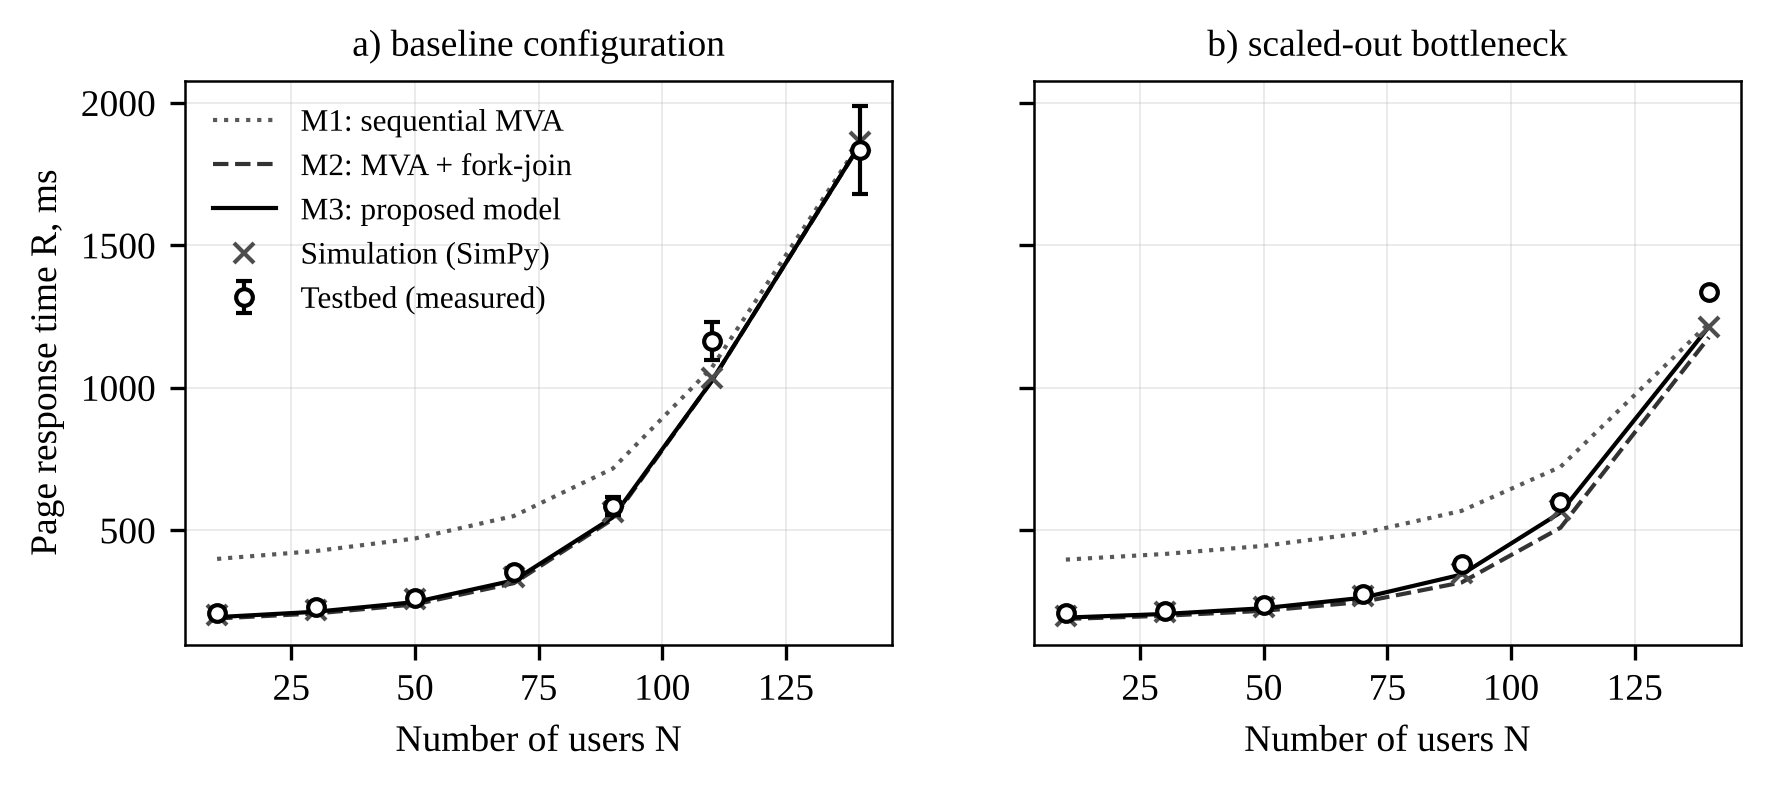 a) baseline configuration
b) scaled-out bottleneck
Page response time R, ms
2000
1500
1000
500
M1: sequential MVA
M2: MVA + fork-join
M3: proposed model
Simulation (SimPy)
Testbed (measured)
25 50 75 100 125
25 50 75 100 125
Number of users N
Number of users N